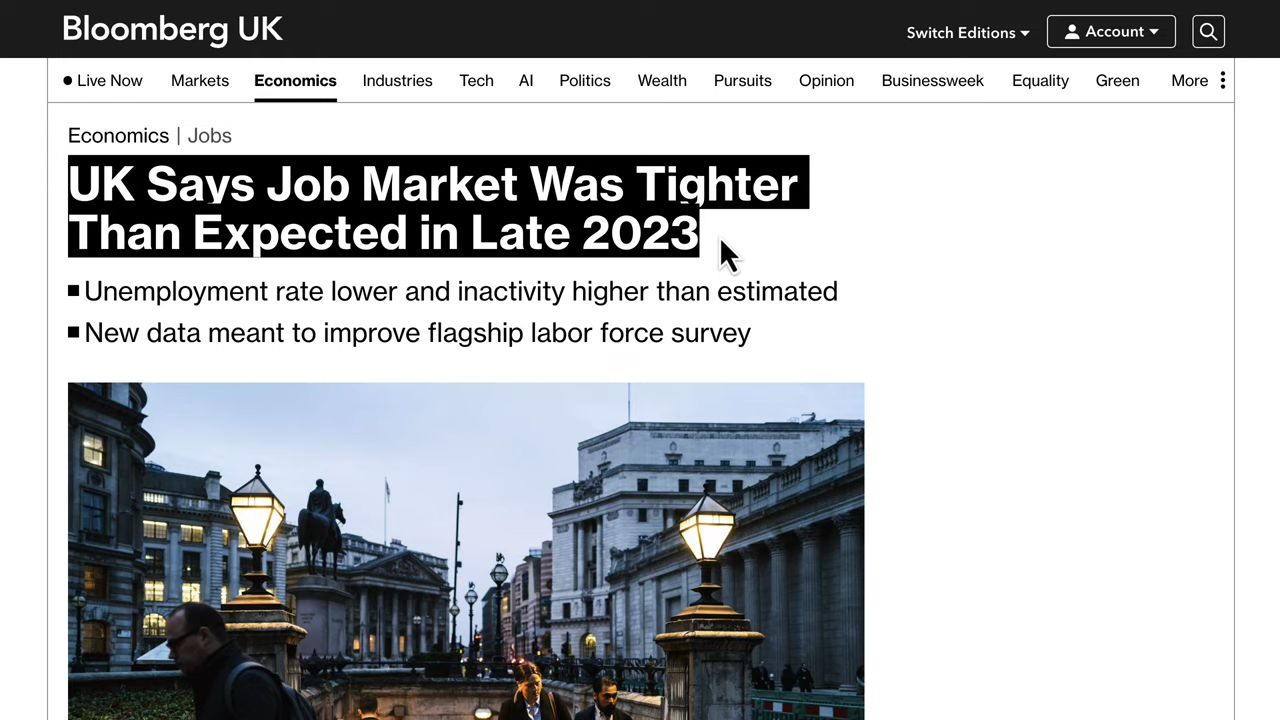 Bloomberg UK
Switch Editions
Account
Live Now Markets Economics Industries Tech AI Politics Wealth Pursuits Opinion Businessweek Equality Green More
Economics | Jobs
UK Says Job Market Was Tighter
Than Expected in Late 2023
Unemployment rate lower and inactivity higher than estimated
New data meant to improve flagship labor force survey